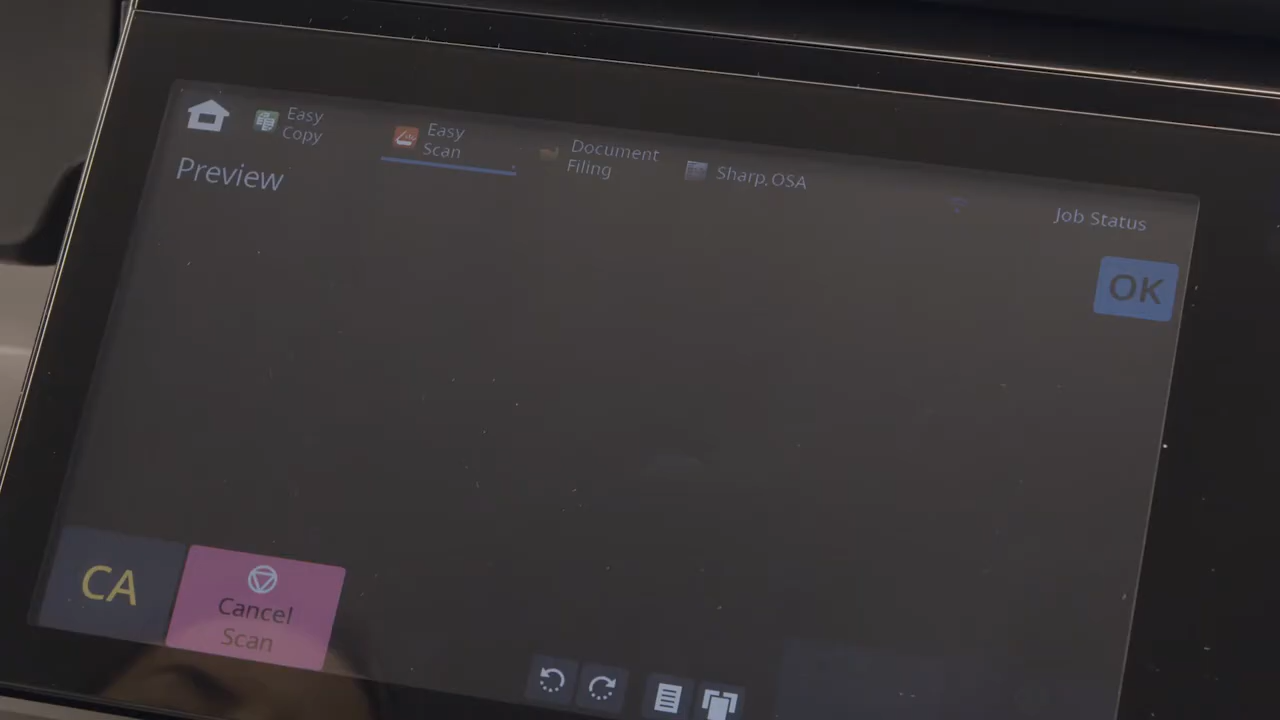 Easy
Copy
Easy
Scan
Document
Filing
Sharp OSA
Job Status
Preview
OK
CA
Cancel
Scan